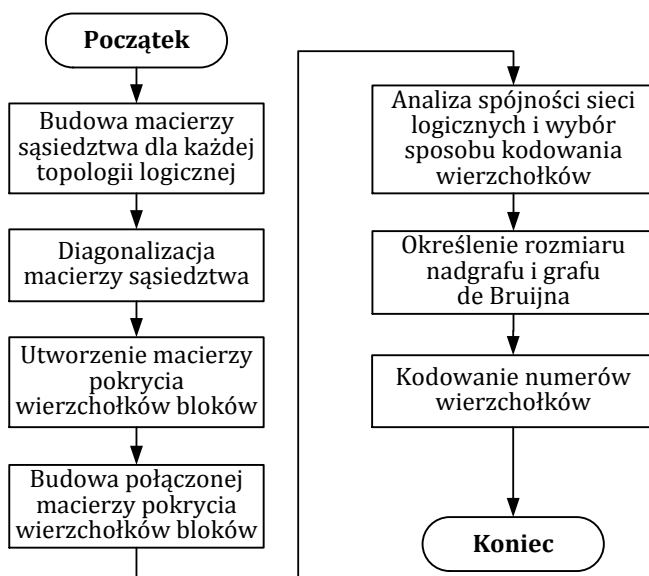 Początek
Budowa macierzy
sąsiedztwa dla każdej
topologii logicznej
Diagonalizacja
macierzy sąsiedztwa
Utworzenie macierzy
pokrycia
wierzchołków bloków
Budowa połączonej
macierzy pokrycia
wierzchołków bloków
Analiza spójności sieci
logicznych i wybór
sposobu kodowania
wierzchołków
Określenie rozmiaru
nadgrafu i grafu
de Bruijna
Kodowanie numerów
wierzchołków
Koniec